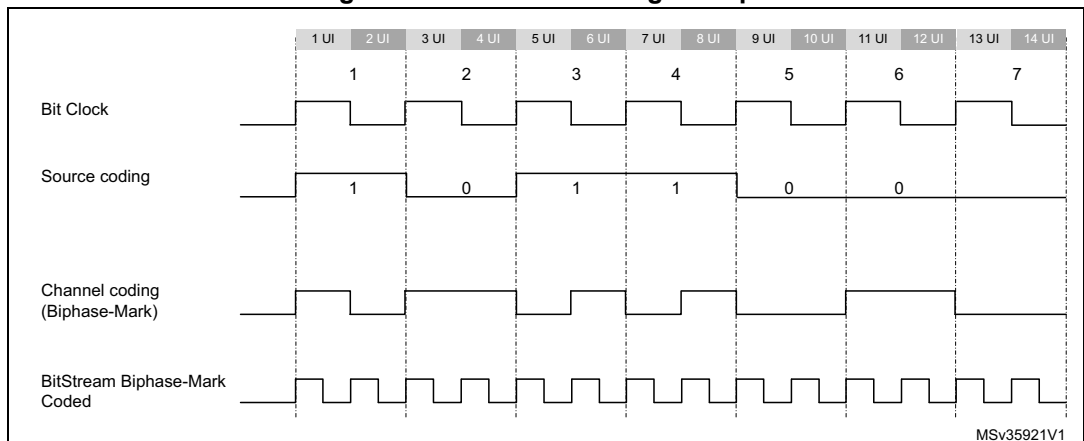 1 UI 2 UI 3 UI 4 UI 5 UI 6 UI 7 UI 8 UI 9 UI 10 UI 11 UI 12 UI 13 UI 14 UI
1 2 3 4 5 6 7
Bit Clock
Source coding
1 0 1 1 0 0
Channel coding
(Biphase-Mark)
BitStream Biphase-Mark
Coded
MSv35921V1